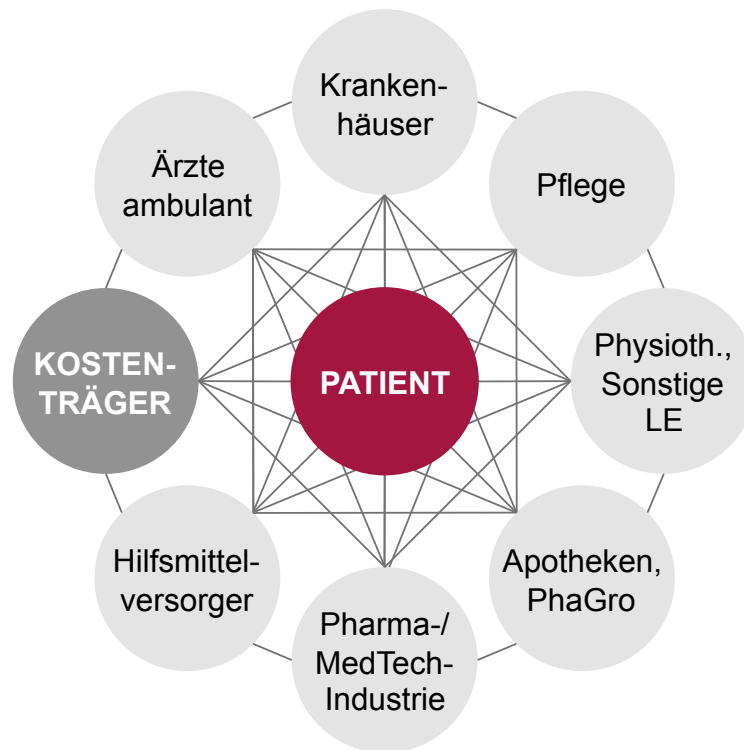 Kranken-
häuser
Ärzte
ambulant
Pflege
KOSTEN-
TRÄGER
PATIENT
Physioth.,
Sonstige
LE
Hilfsmittel-
versorger
Apotheken,
PhaGro
Pharma-/
MedTech-
Industrie